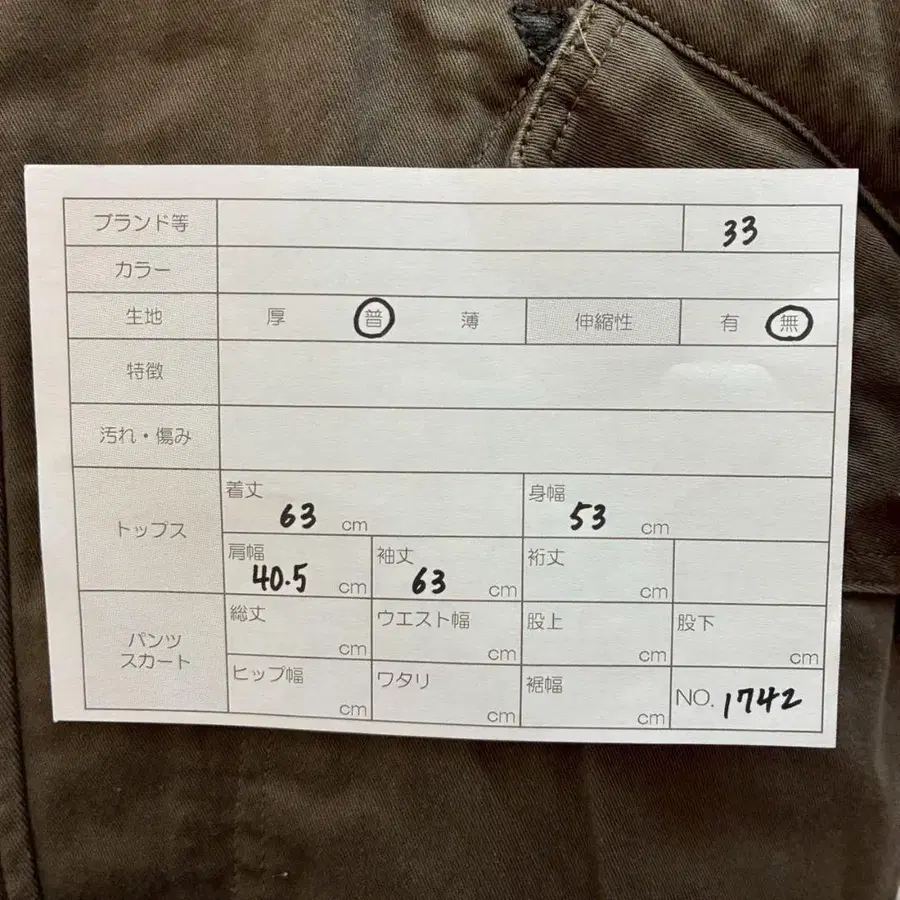 ブランド等 33
カラー
生地 厚 普 薄 伸縮性 有 無
特徴
汚れ・傷み
トップス
着丈 63 cm 身幅 53 cm
肩幅 40.5 cm 袖丈 63 cm 裄丈 cm
パンツ
スカート
総丈 cm ウエスト幅 cm 股上 cm 股下 cm
ヒップ幅 cm ワタリ cm 裾幅 cm NO. 1742